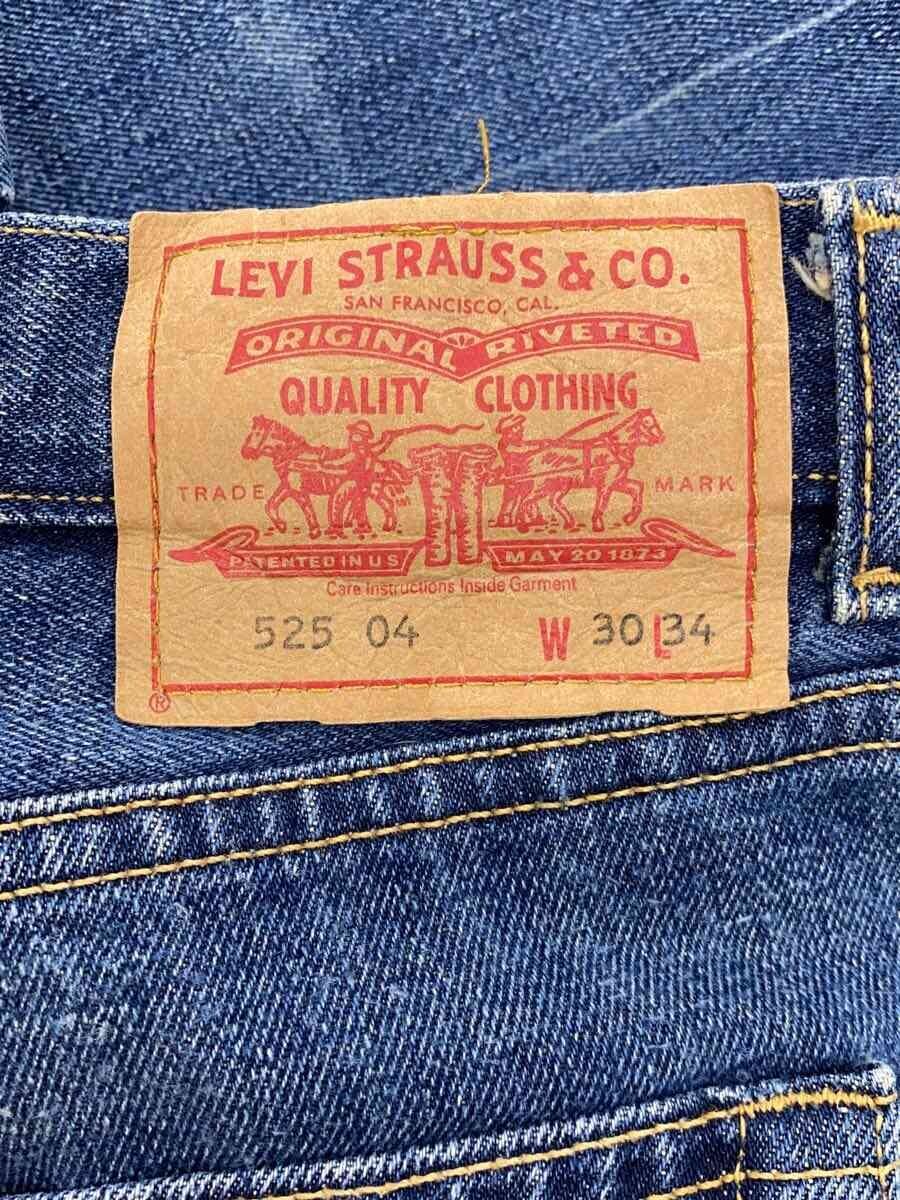 LEVI STRAUSS & CO.
SAN FRANCISCO, CAL.
ORIGINAL RIVETED
QUALITY CLOTHING
TRADE MARK
PATENTED IN U S MAY 20 1873
Care Instructions Inside Garment
525 04 W 30 L 34
®